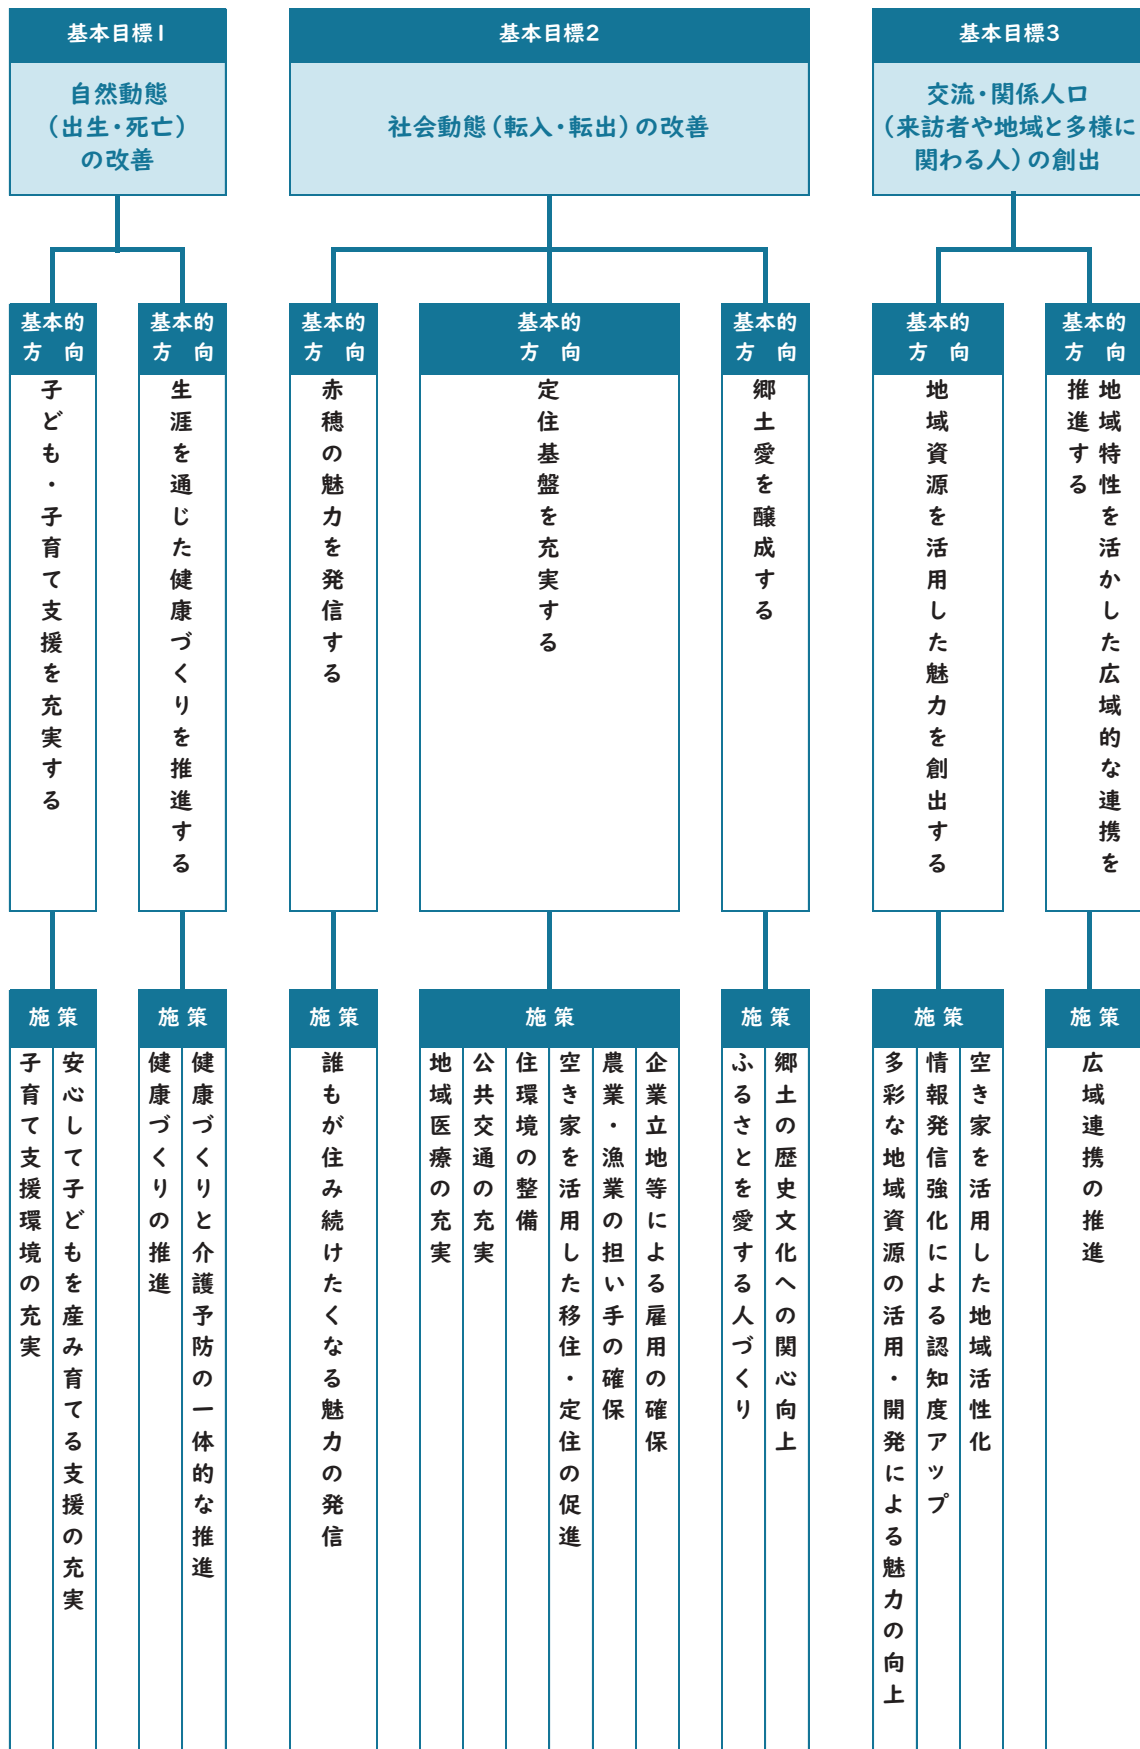 基本目標1
自然動態
（出生・死亡）
の改善
基本目標2
社会動態（転入・転出）の改善
基本目標3
交流・関係人口
（来訪者や地域と多様に
関わる人）の創出
基本的
方 向
子ども・子育て支援を充実する
基本的
方 向
生涯を通じた健康づくりを推進する
基本的
方 向
赤穂の魅力を発信する
基本的
方 向
定住基盤を充実する
基本的
方 向
郷土愛を醸成する
基本的
方 向
地域資源を活用した魅力を創出する
基本的
方 向
地域特性を活かした広域的な連携を
推進する
施 策
安心して子どもを産み育てる支援の充実
子育て支援環境の充実
施 策
健康づくりと介護予防の一体的な推進
健康づくりの推進
施 策
誰もが住み続けたくなる魅力の発信
施 策
企業立地等による雇用の確保
農業・漁業の担い手の確保
空き家を活用した移住・定住の促進
住環境の整備
公共交通の充実
地域医療の充実
施 策
郷土の歴史文化への関心向上
ふるさとを愛する人づくり
施 策
空き家を活用した地域活性化
情報発信強化による認知度アップ
多彩な地域資源の活用・開発による魅力の向上
施 策
広域連携の推進